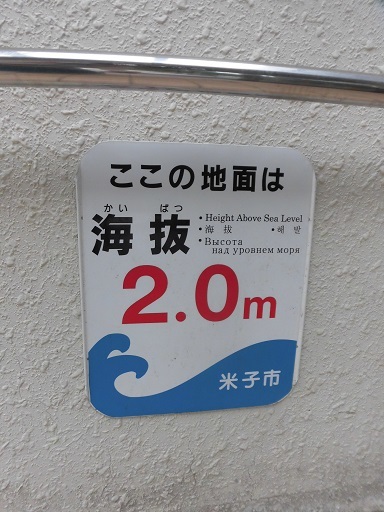 ここの地面は
かい ばつ
海抜
・Height Above Sea Level
・海 拔 ・해 발
・Высота
над уровнем моря
2.0m
米子市